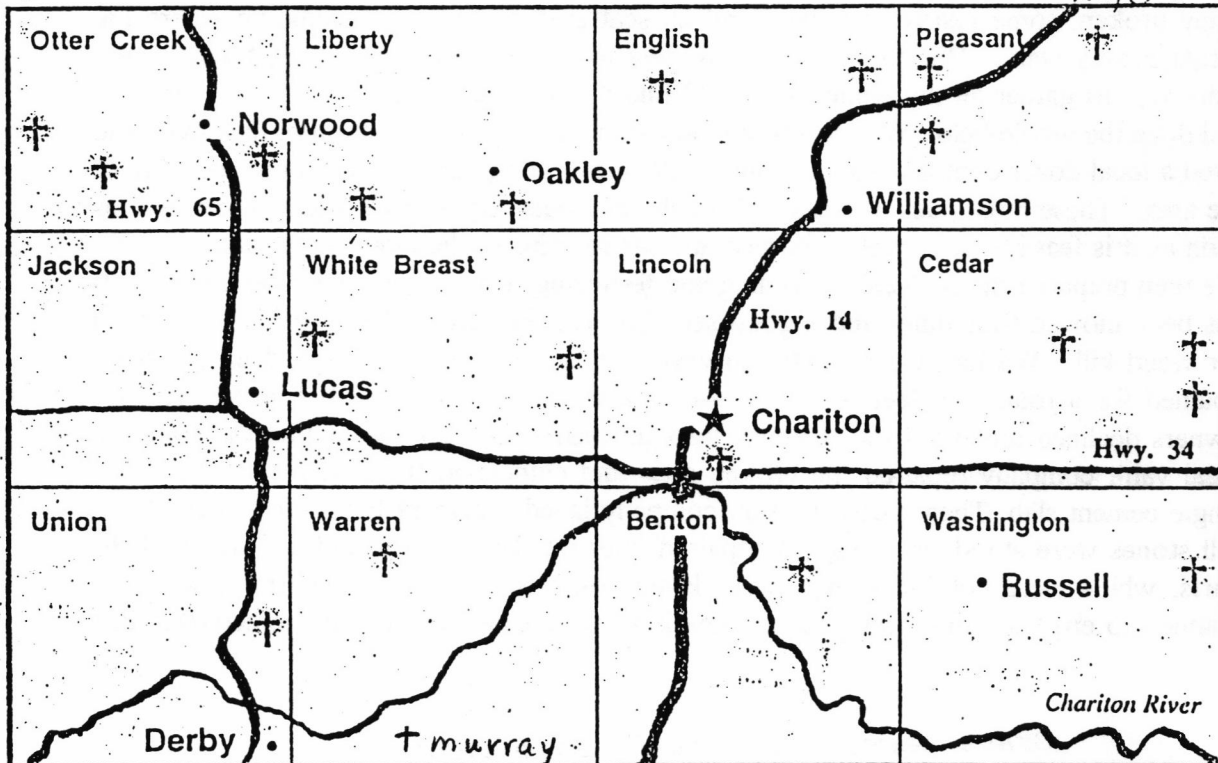 Otter Creek
Liberty
English
Pleasant
Norwood
Oakley
Hwy. 65
Williamson
Jackson
White Breast
Lincoln
Cedar
Hwy. 14
Lucas
Chariton
Hwy. 34
Union
Warren
Benton
Washington
Russell
Chariton River
Derby
† murray